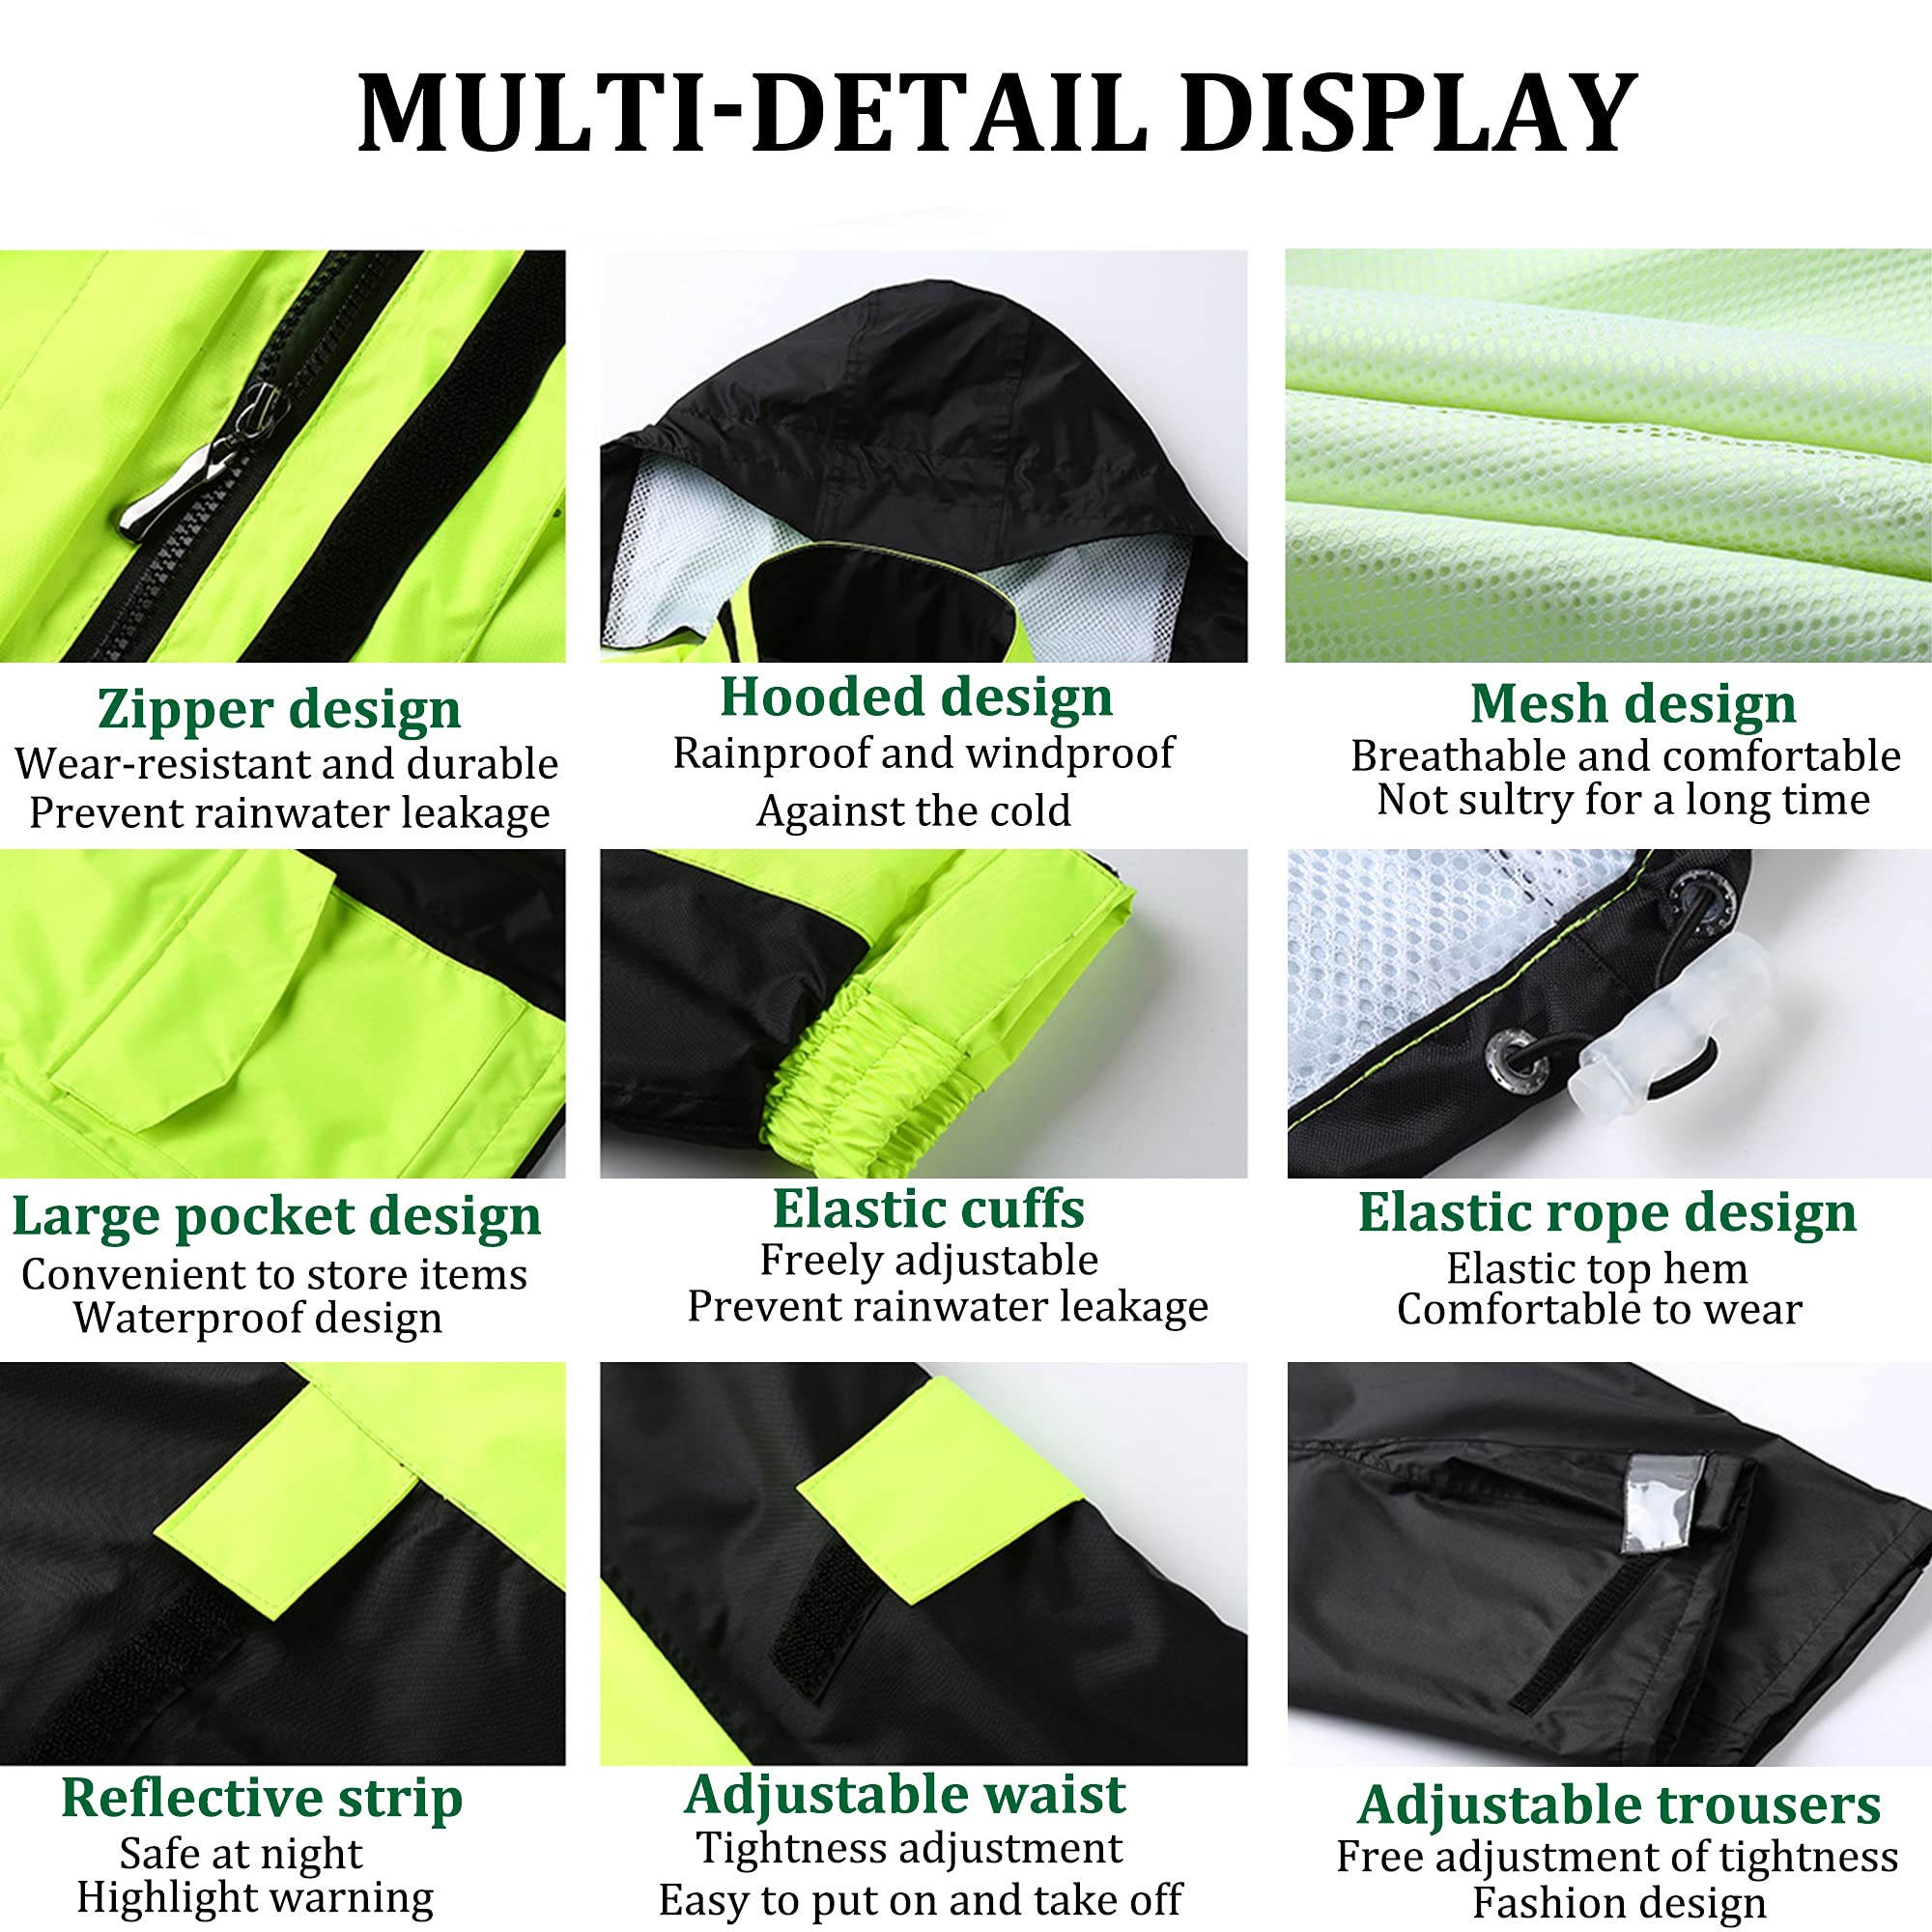 MULTI-DETAIL DISPLAY
Zipper design
Wear-resistant and durable
Prevent rainwater leakage
Hooded design
Rainproof and windproof
Against the cold
Mesh design
Breathable and comfortable
Not sultry for a long time
Large pocket design
Convenient to store items
Waterproof design
Elastic cuffs
Freely adjustable
Prevent rainwater leakage
Elastic rope design
Elastic top hem
Comfortable to wear
Reflective strip
Safe at night
Highlight warning
Adjustable waist
Tightness adjustment
Easy to put on and take off
Adjustable trousers
Free adjustment of tightness
Fashion design